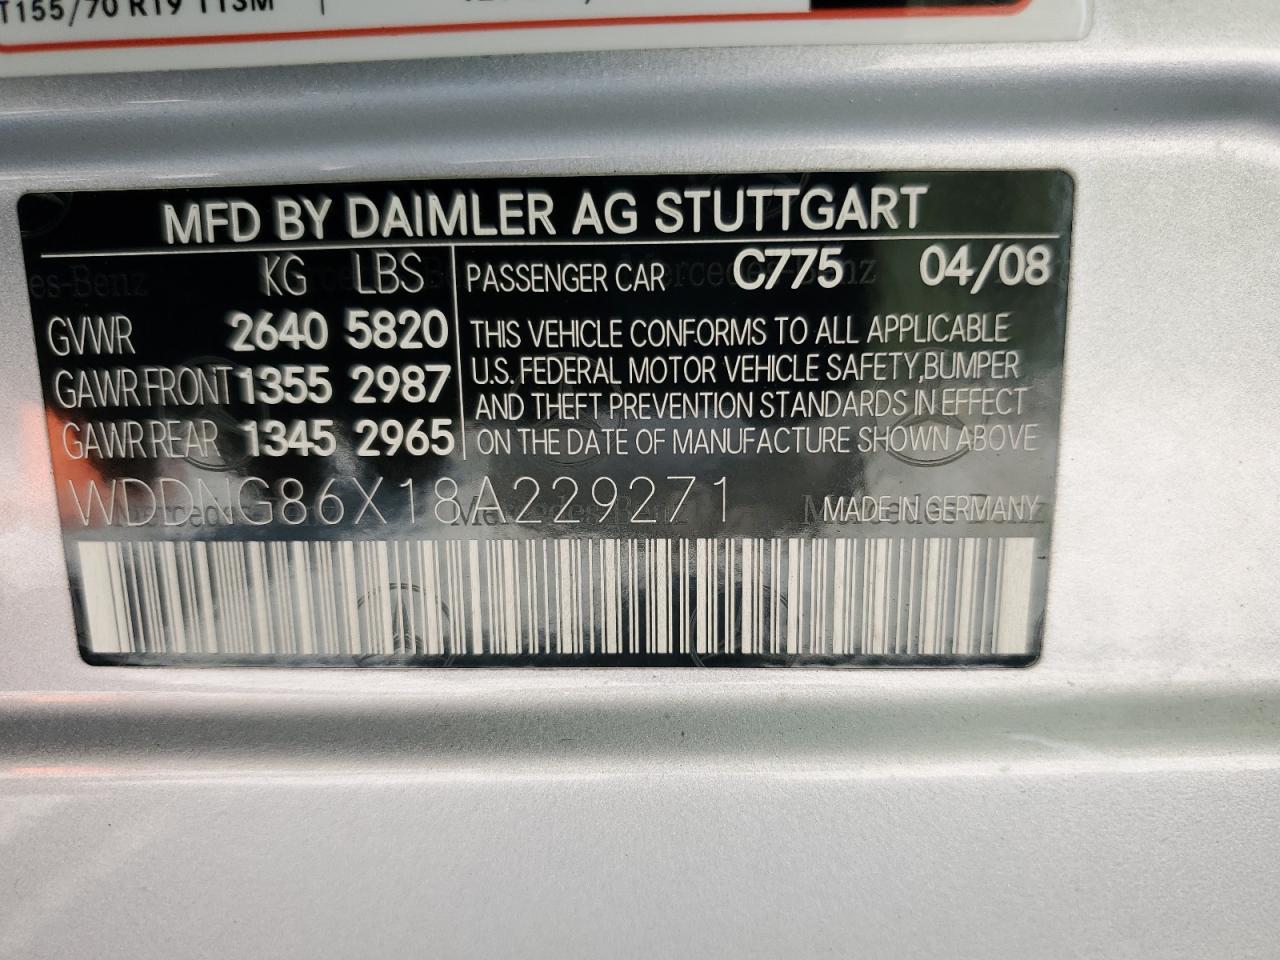 T155/70 R19 113M
MFD BY DAIMLER AG STUTTGART
KG LBS
GVWR 2640 5820
GAWR FRONT 1355 2987
GAWR REAR 1345 2965
PASSENGER CAR C775 04/08
THIS VEHICLE CONFORMS TO ALL APPLICABLE
U.S. FEDERAL MOTOR VEHICLE SAFETY, BUMPER
AND THEFT PREVENTION STANDARDS IN EFFECT
ON THE DATE OF MANUFACTURE SHOWN ABOVE
WDDNG86X18A229271 MADE IN GERMANY